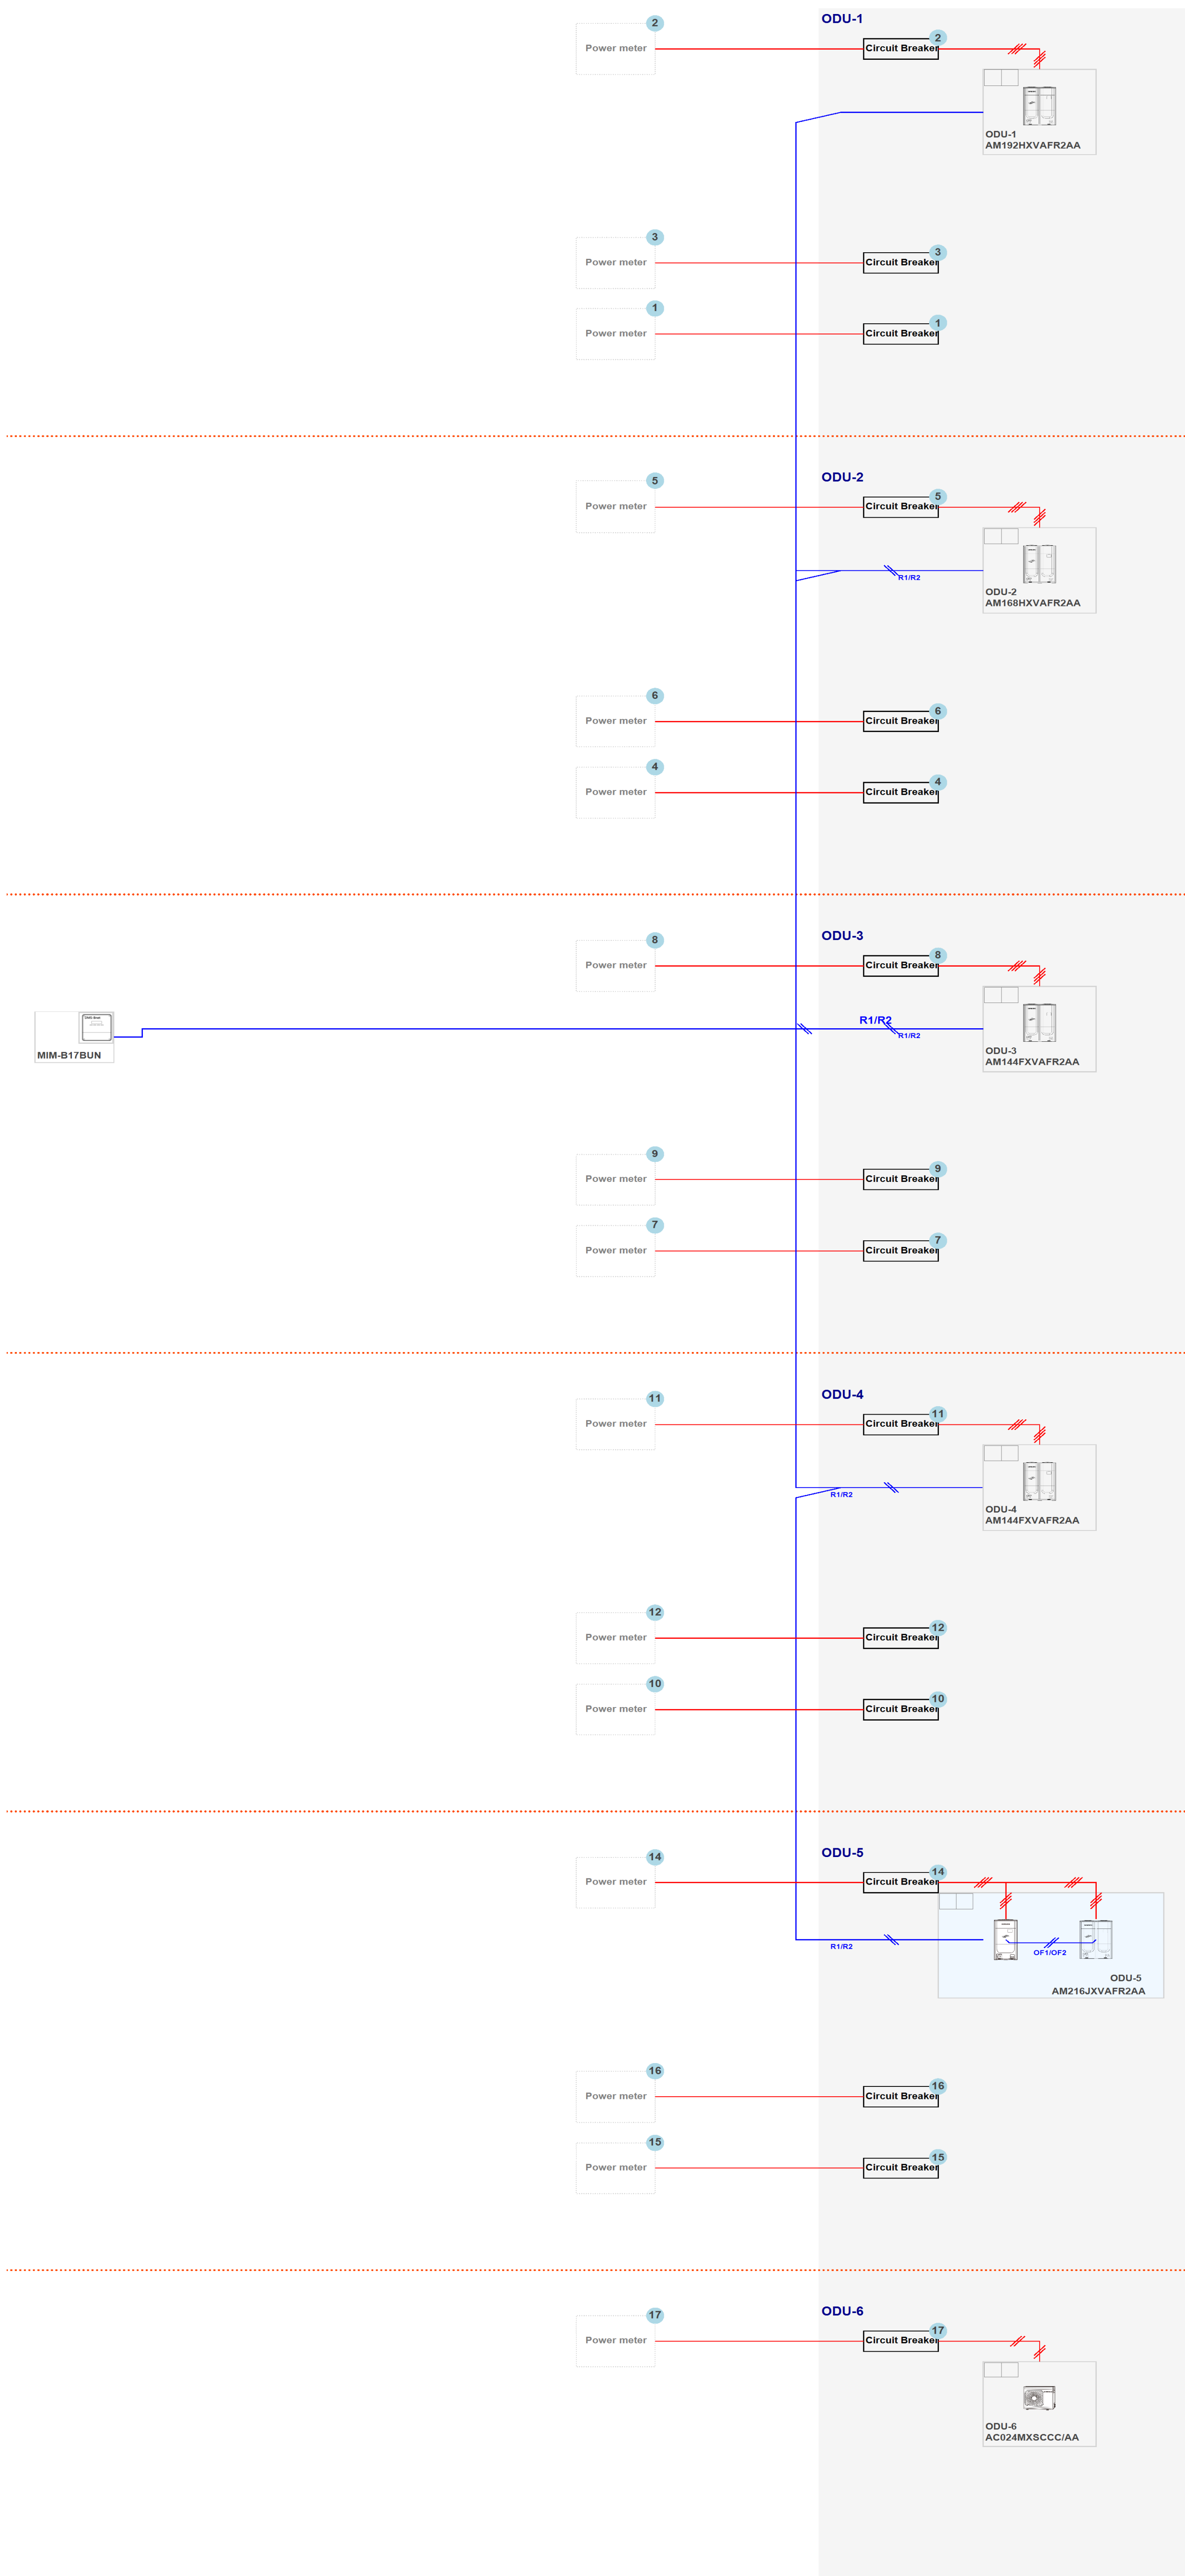 ODU-1
2
2
Power meter
Circuit Breaker
ODU-1
AM192HXVAFR2AA
3
3
Power meter
Circuit Breaker
1
1
Power meter
Circuit Breaker
ODU-2
5
5
Power meter
Circuit Breaker
R1/R2
ODU-2
AM168HXVAFR2AA
6
6
Power meter
Circuit Breaker
4
4
Power meter
Circuit Breaker
ODU-3
8
8
Power meter
Circuit Breaker
R1/R2
R1/R2
MIM-B17BUN
ODU-3
AM144FXVAFR2AA
9
9
Power meter
Circuit Breaker
7
7
Power meter
Circuit Breaker
ODU-4
11
11
Power meter
Circuit Breaker
R1/R2
ODU-4
AM144FXVAFR2AA
12
12
Power meter
Circuit Breaker
10
10
Power meter
Circuit Breaker
ODU-5
14
14
Power meter
Circuit Breaker
R1/R2
OF1/OF2
ODU-5
AM216JXVAFR2AA
16
16
Power meter
Circuit Breaker
15
15
Power meter
Circuit Breaker
ODU-6
17
17
Power meter
Circuit Breaker
ODU-6
AC024MXSCCC/AA